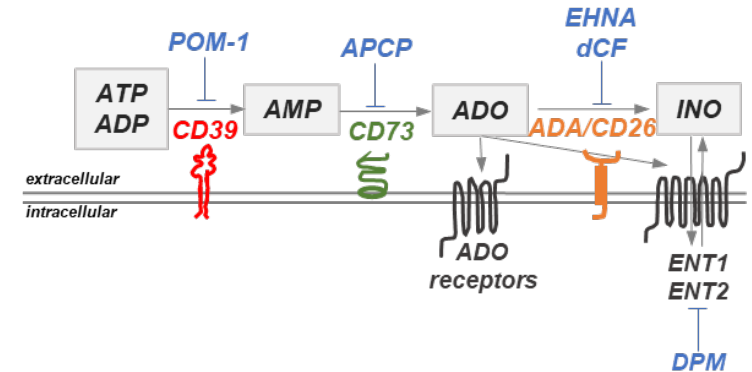 EHNA
dCF
POM-1
APCP
ATP
ADP
AMP
ADO
INO
CD39
CD73
ADA/CD26
extracellular
intracellular
ADO
receptors
ENT1
ENT2
DPM